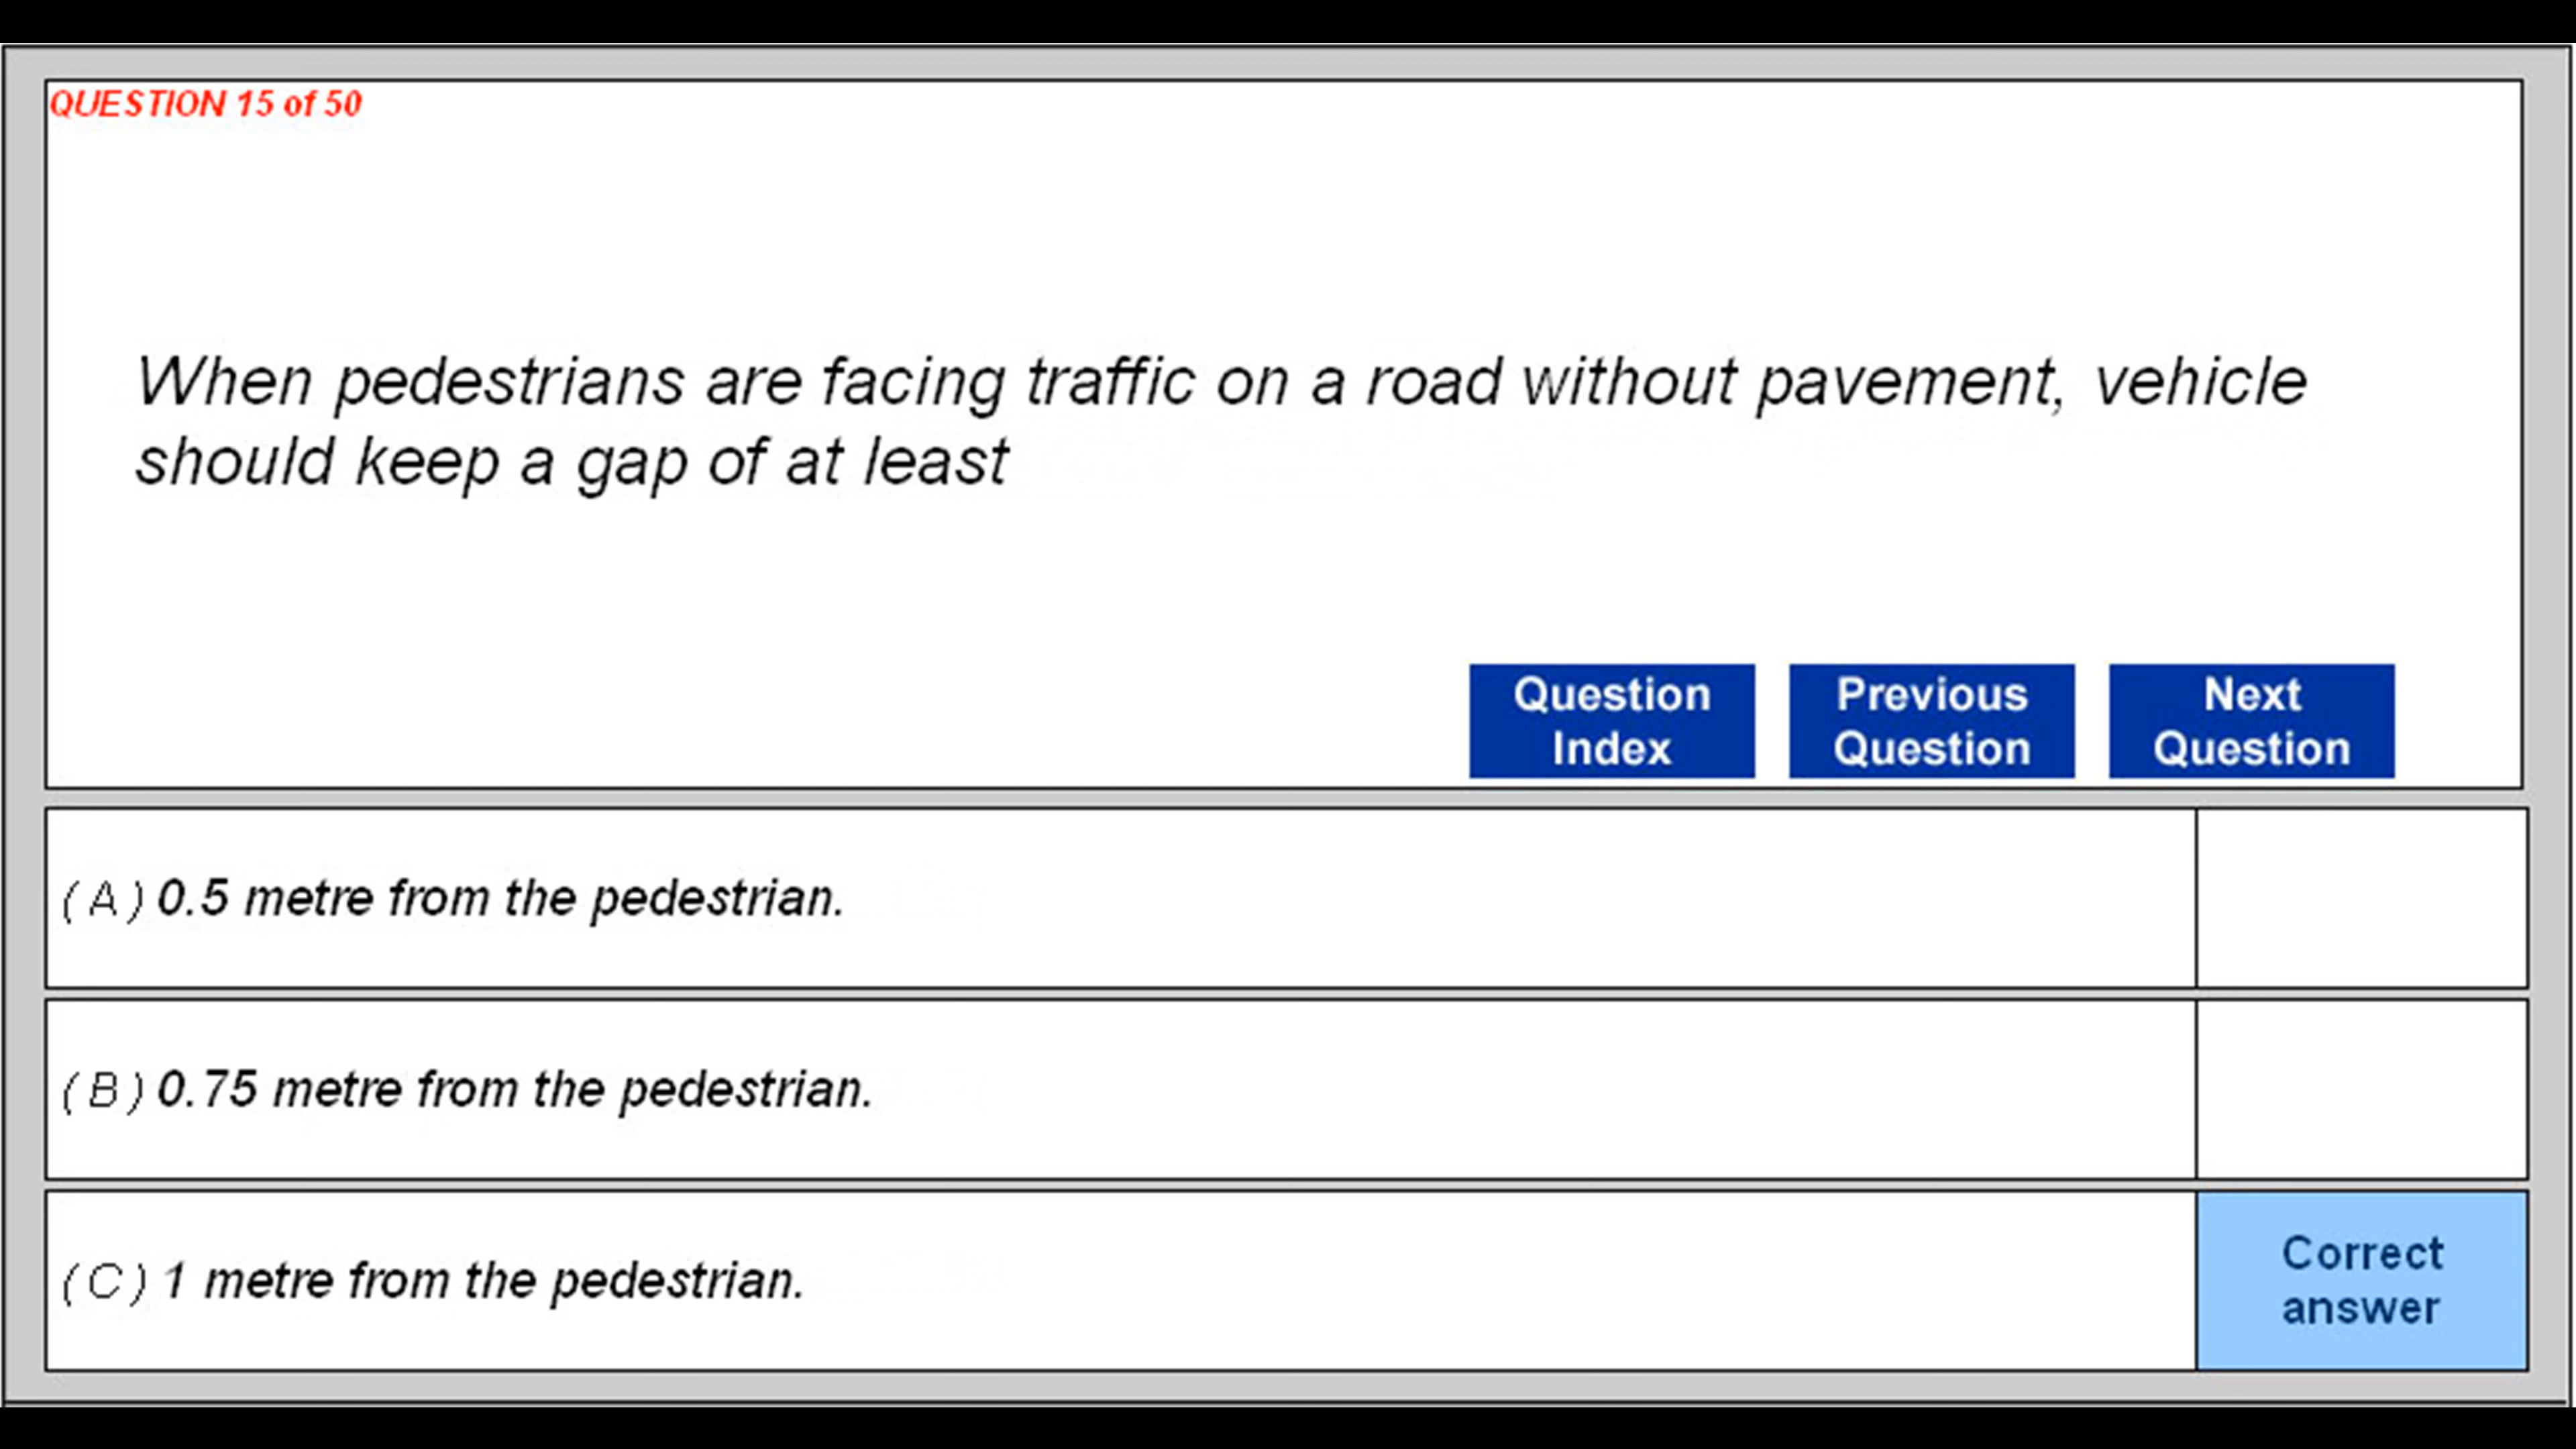 QUESTION 15 of 50
When pedestrians are facing traffic on a road without pavement, vehicle
should keep a gap of at least
Question
Index
Previous
Question
Next
Question
(A) 0.5 metre from the pedestrian.
(B) 0.75 metre from the pedestrian.
(C) 1 metre from the pedestrian.
Correct
answer